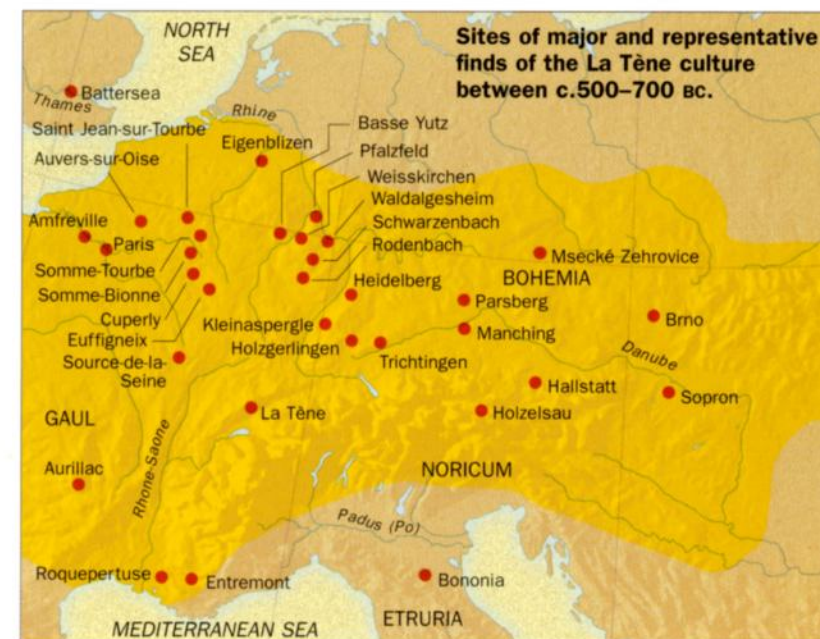 Sites of major and representative
finds of the La Tène culture
between c.500–700 BC.
NORTH
SEA
Battersea
Thames
Saint Jean-sur-Tourbe
Rhine
Basse Yutz
Eigenblizen
Pfalzfeld
Auvers-sur-Oise
Weisskirchen
Waldalgesheim
Amfreville
Schwarzenbach
Paris
Rodenbach
Somme-Tourbe
Msecké Zehrovice
Heidelberg
BOHEMIA
Somme-Bionne
Parsberg
Cuperly
Kleinaspergle
Brno
Euffigneix
Manching
Holzgerlingen
Trichtingen
Danube
Source-de-la-
Seine
Hallstatt
Sopron
La Tène
Holzelsau
GAUL
Aurillac
Rhone-Saone
NORICUM
Padus (Po)
Roquepertuse
Entremont
Bononia
ETRURIA
MEDITERRANEAN SEA